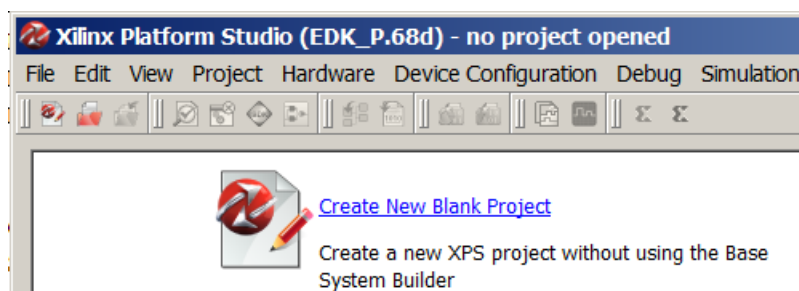 Xilinx Platform Studio (EDK_P.68d) - no project opened
File Edit View Project Hardware Device Configuration Debug Simulation
Create New Blank Project
Create a new XPS project without using the Base
System Builder